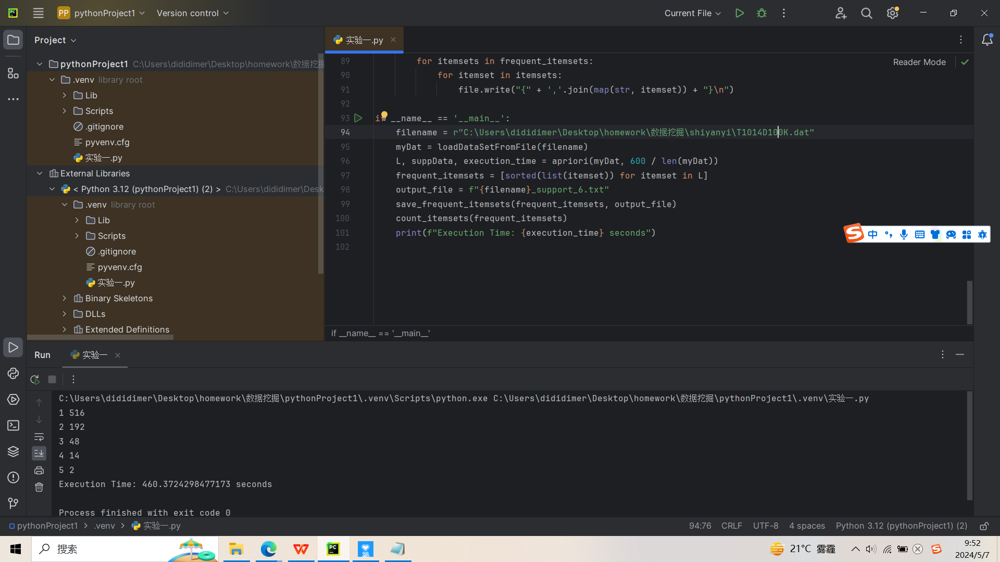 PP pythonProject1 Version control Current File
Project
pythonProject1 C:\Users\dididimer\Desktop\homework\数据挖掘
.venv library root
Lib
Scripts
.gitignore
pyvenv.cfg
实验一.py
External Libraries
< Python 3.12 (pythonProject1) (2) > C:\Users\dididimer\Desk
.venv library root
Lib
Scripts
.gitignore
pyvenv.cfg
实验一.py
Binary Skeletons
DLLs
Extended Definitions
实验一.py
Reader Mode
89 for itemsets in frequent_itemsets:
90 for itemset in itemsets:
91 file.write("{" + ','.join(map(str, itemset)) + "}\n")
92
93 if __name__ == '__main__':
94 filename = r"C:\Users\dididimer\Desktop\homework\数据挖掘\shiyanyi\T1014D100K.dat"
95 myDat = loadDataSetFromFile(filename)
96 L, suppData, execution_time = apriori(myDat, 600 / len(myDat))
97 frequent_itemsets = [sorted(list(itemset)) for itemset in L]
98 output_file = f"{filename}_support_6.txt"
99 save_frequent_itemsets(frequent_itemsets, output_file)
100 count_itemsets(frequent_itemsets)
101 print(f"Execution Time: {execution_time} seconds")
102
中
if __name__ == '__main__'
Run 实验一
C:\Users\dididimer\Desktop\homework\数据挖掘\pythonProject1\.venv\Scripts\python.exe C:\Users\dididimer\Desktop\homework\数据挖掘\pythonProject1\.venv\实验一.py
1 516
2 192
3 48
4 14
5 2
Execution Time: 460.3724298477173 seconds
Process finished with exit code 0
pythonProject1 > .venv > 实验一.py 94:76 CRLF UTF-8 4 spaces Python 3.12 (pythonProject1) (2)
搜索
21°C 雾霾
9:52
2024/5/7